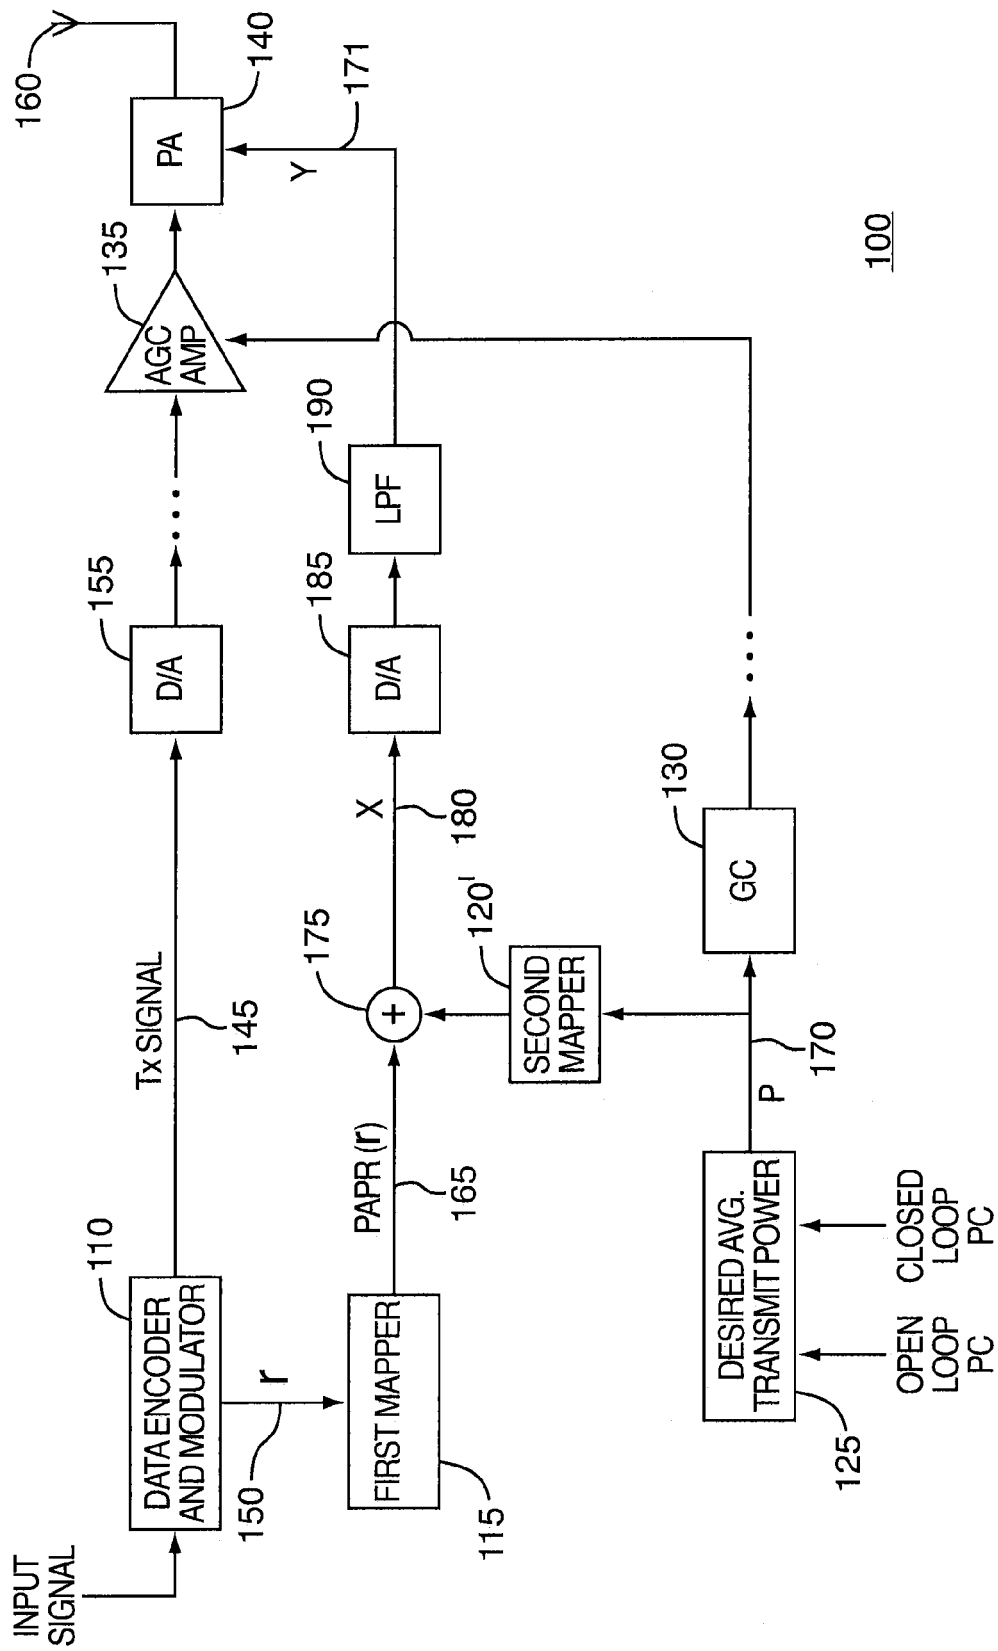 INPUT
SIGNAL
110
DATA ENCODER
AND MODULATOR
Tx SIGNAL
145
155
D/A
135
AGC
AMP
PA
140
160
150
r
FIRST MAPPER
115
PAPR (r)
165
175
+
X
180
185
D/A
190
LPF
Y
171
SECOND
MAPPER
120'
DESIRED AVG.
TRANSMIT POWER
125
OPEN
LOOP
PC
CLOSED
LOOP
PC
P
170
GC
130
100